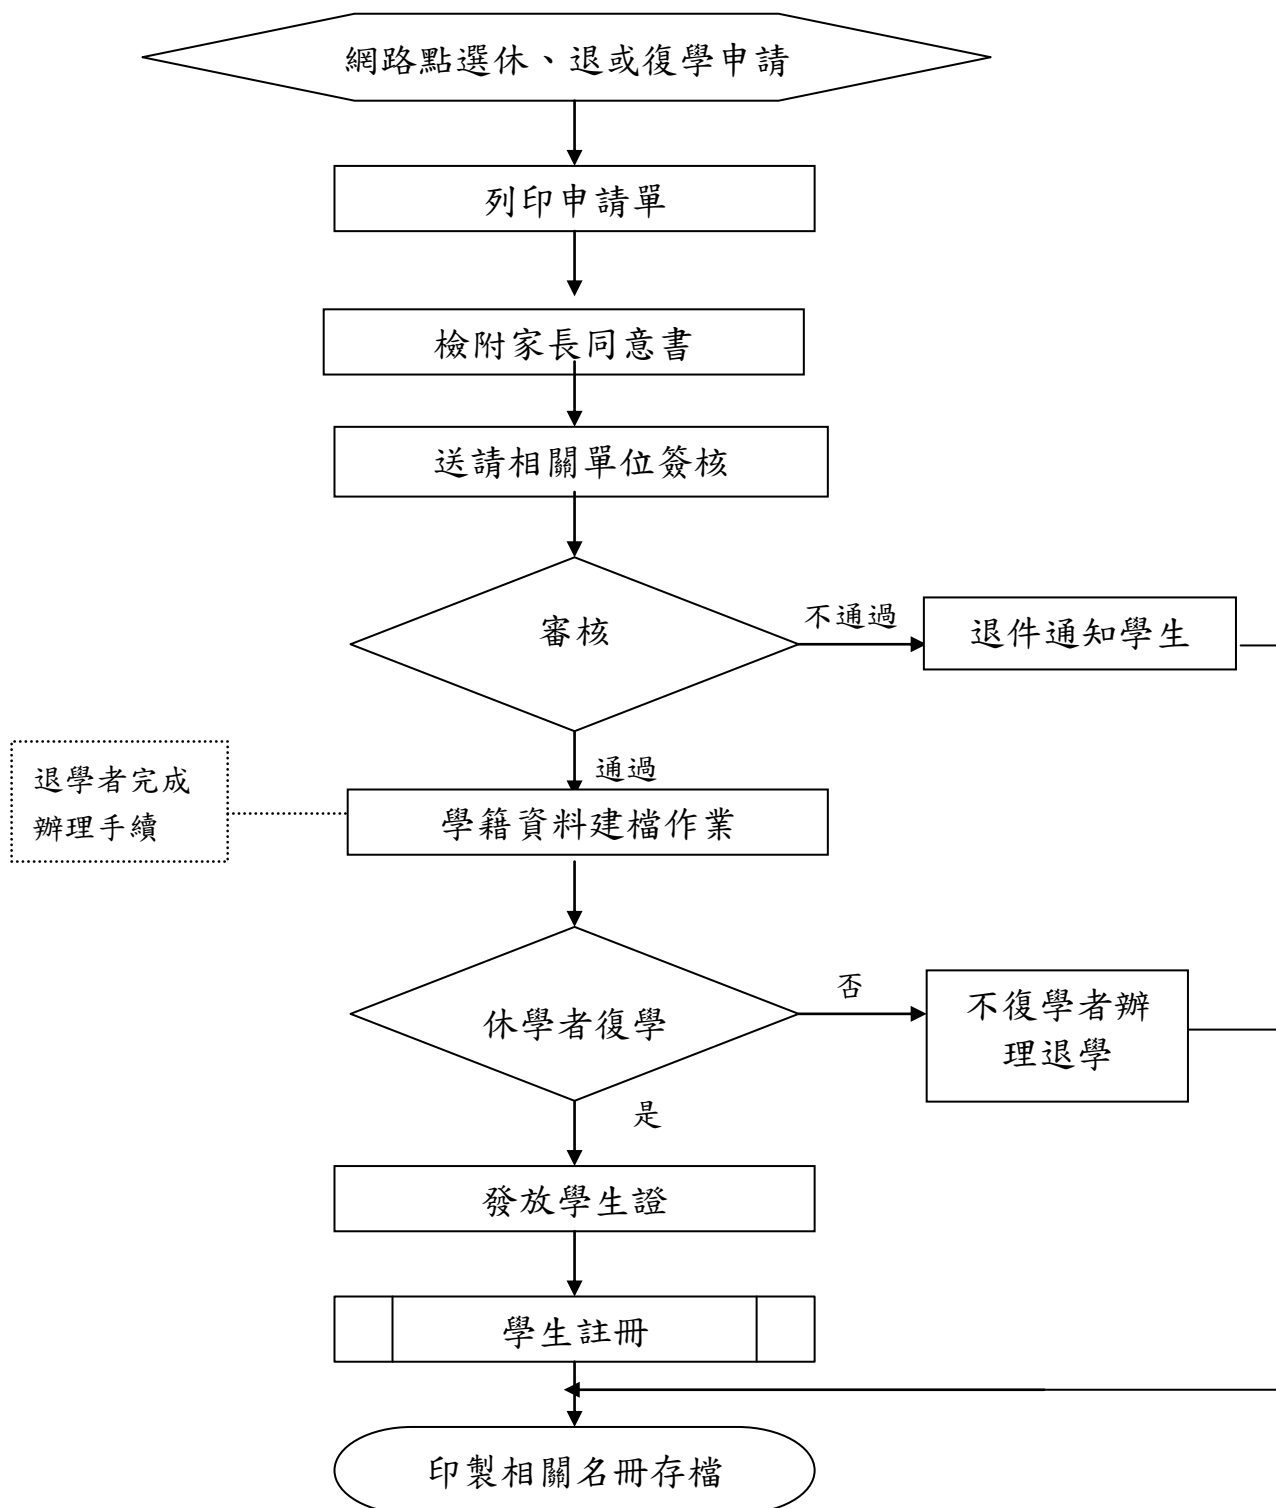 網路點選休、退或復學申請
列印申請單
檢附家長同意書
送請相關單位簽核
審核
不通過
退件通知學生
通過
退學者完成
辦理手續
學籍資料建檔作業
休學者復學
否
不復學者辦
理退學
是
發放學生證
學生註冊
印製相關名冊存檔